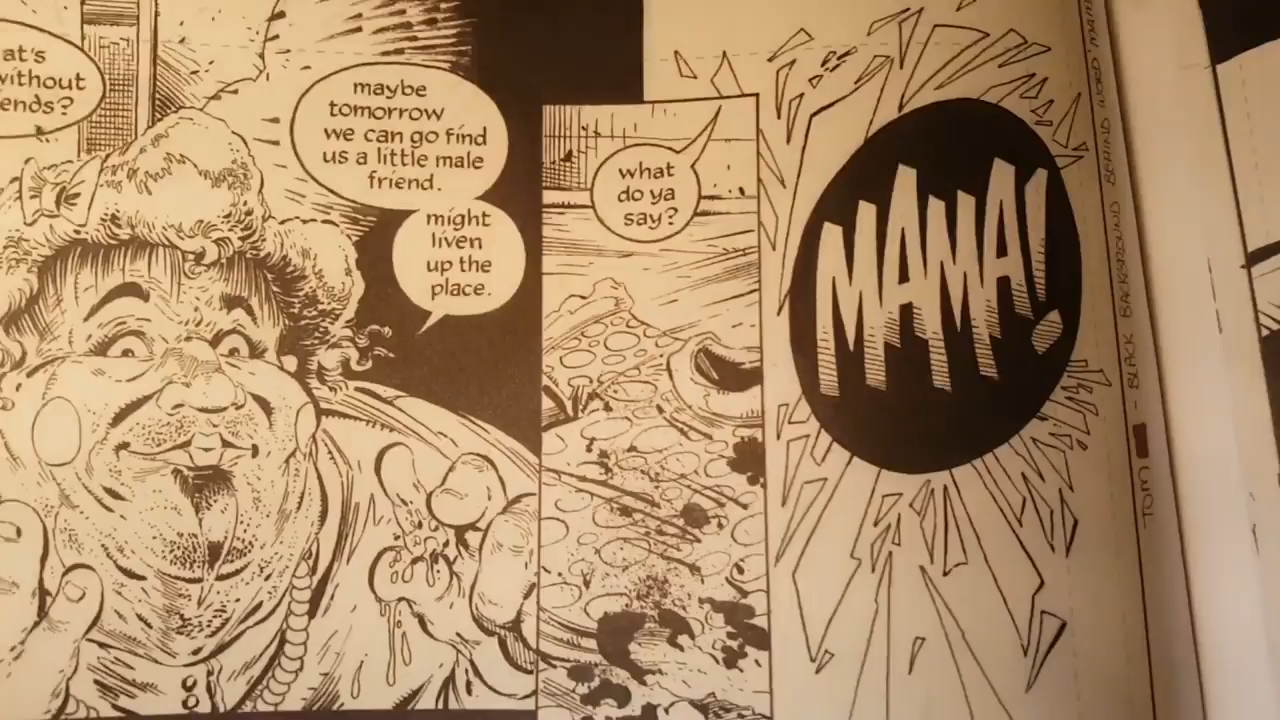 at's
without
ends?
maybe
tomorrow
we can go find
us a little male
friend.
might
liven
up the
place.
what
do ya
say?
MAMA!
TOM - BLACK BACKGROUND BEHIND WORD 'MAMA